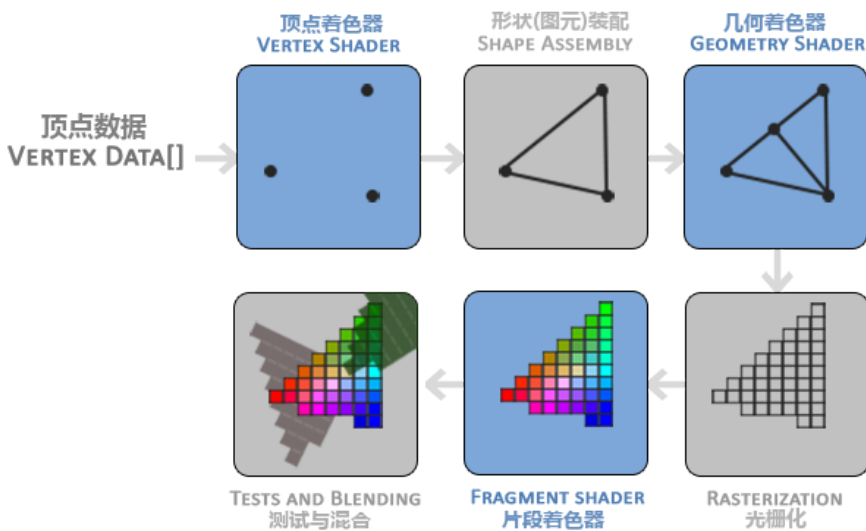 顶点着色器
VERTEX SHADER
形状(图元)装配
SHAPE ASSEMBLY
几何着色器
GEOMETRY SHADER
顶点数据
VERTEX DATA[]
TESTS AND BLENDING
测试与混合
FRAGMENT SHADER
片段着色器
RASTERIZATION
光栅化